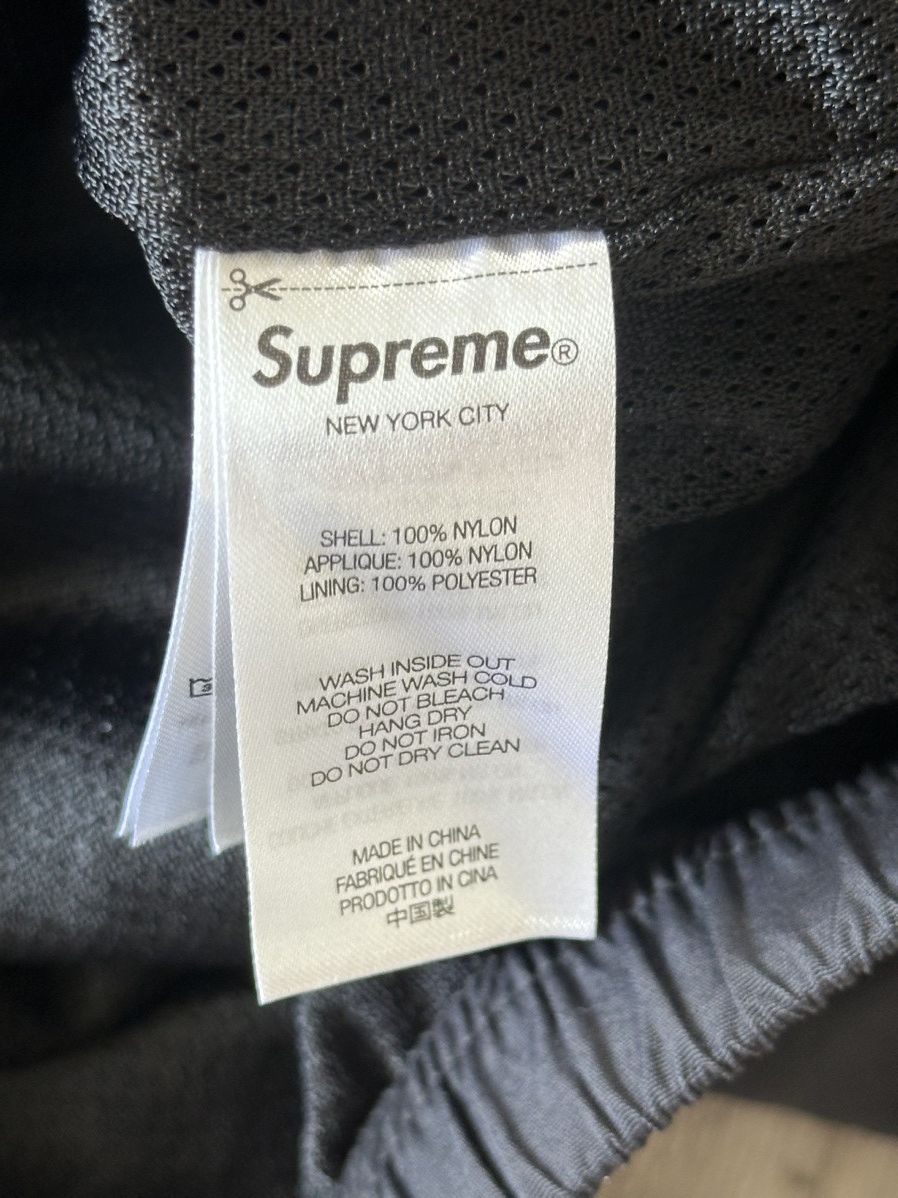 Supreme®
NEW YORK CITY
SHELL: 100% NYLON
APPLIQUE: 100% NYLON
LINING: 100% POLYESTER
WASH INSIDE OUT
MACHINE WASH COLD
DO NOT BLEACH
HANG DRY
DO NOT IRON
DO NOT DRY CLEAN
MADE IN CHINA
FABRIQUÉ EN CHINE
PRODOTTO IN CINA
中国製